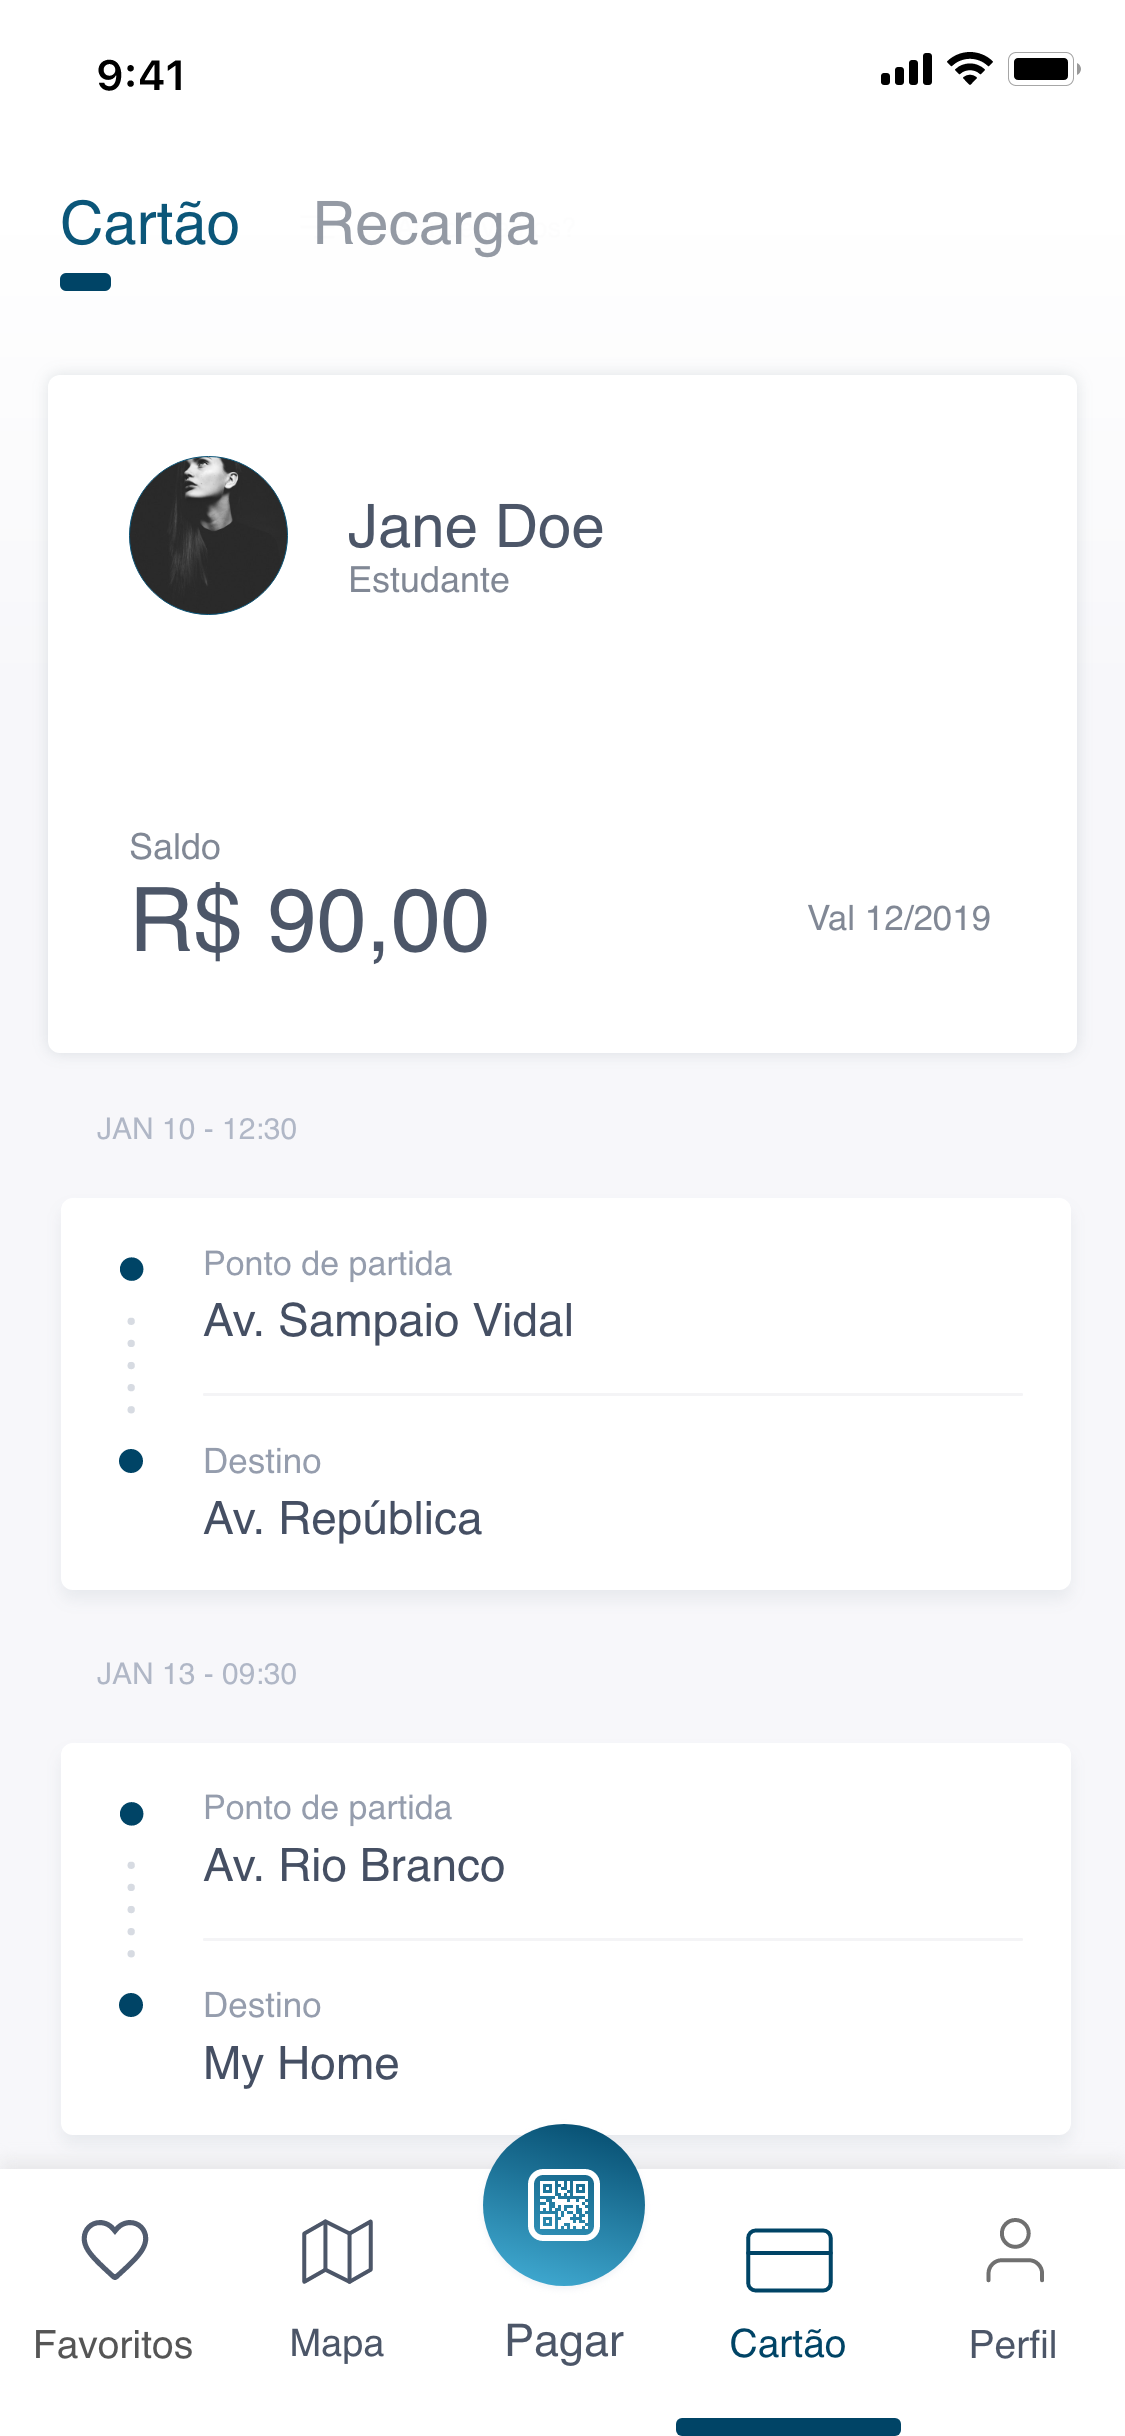 9:41
Cartão Recarga
Jane Doe
Estudante
Saldo
R$ 90,00
Val 12/2019
JAN 10 - 12:30
Ponto de partida
Av. Sampaio Vidal
Destino
Av. República
JAN 13 - 09:30
Ponto de partida
Av. Rio Branco
Destino
My Home
Favoritos Mapa Pagar Cartão Perfil